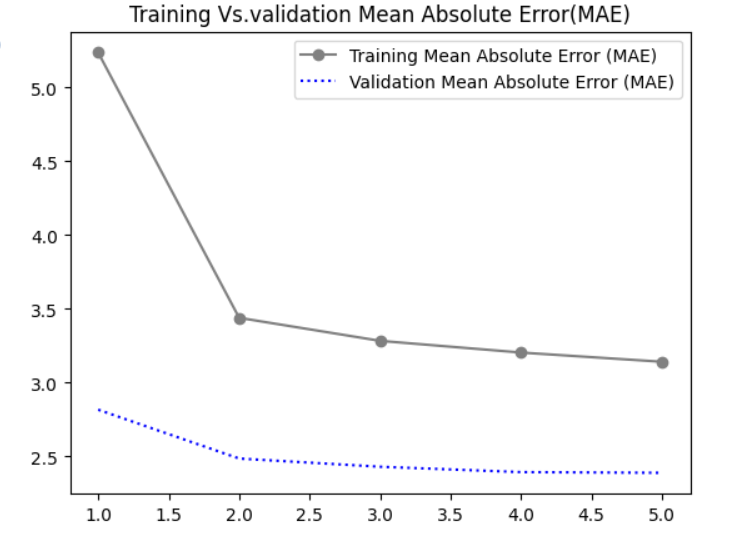 Training Vs.validation Mean Absolute Error(MAE)
Training Mean Absolute Error (MAE)
Validation Mean Absolute Error (MAE)
5.0
4.5
4.0
3.5
3.0
2.5
1.0 1.5 2.0 2.5 3.0 3.5 4.0 4.5 5.0